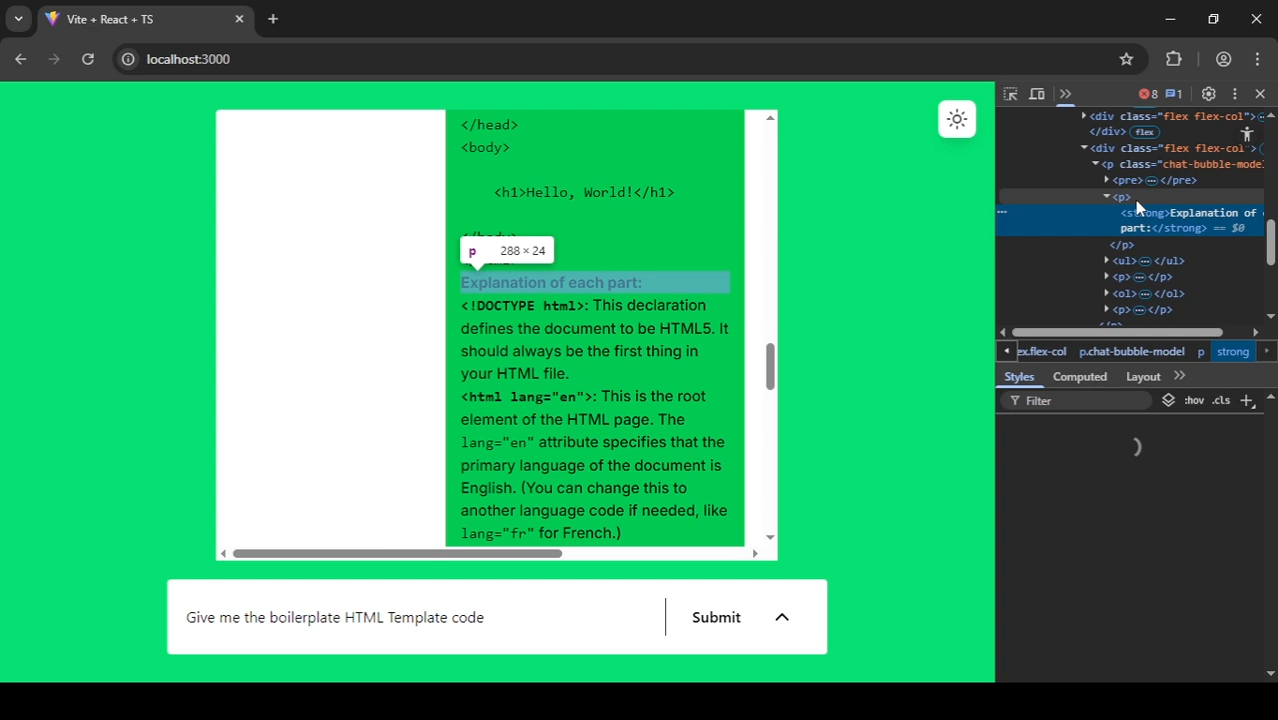 Vite + React + TS
localhost:3000
</head>
<body>
<h1>Hello, World!</h1>
</body>
p 288 × 24
Explanation of each part:
<!DOCTYPE html>: This declaration
defines the document to be HTML5. It
should always be the first thing in
your HTML file.
<html lang="en">: This is the root
element of the HTML page. The
lang="en" attribute specifies that the
primary language of the document is
English. (You can change this to
another language code if needed, like
lang="fr" for French.)
Give me the boilerplate HTML Template code
Submit
8 1
<div class="flex flex-col">
</div> flex
<div class="flex flex-col">
<p class="chat-bubble-mode
<pre> … </pre>
<p>
<strong>Explanation of
part:</strong> == $0
</p>
<ul> … </ul>
<p> … </p>
<ol> … </ol>
<p> … </p>
ex.flex-col p.chat-bubble-model p strong
Styles Computed Layout
Filter :hov .cls